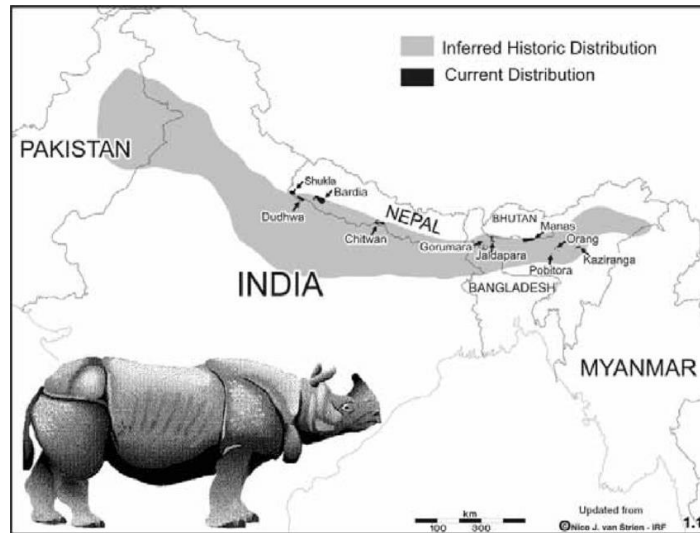 Inferred Historic Distribution
Current Distribution
PAKISTAN
Shukla
Bardia
Dudhwa
NEPAL
Chitwan
BHUTAN
Manas
Gorumara
Orang
Jaldapara
Kaziranga
Pobitora
INDIA
BANGLADESH
MYANMAR
km
100 300
Updated from
©Nico J. van Strien - IRF
1.1